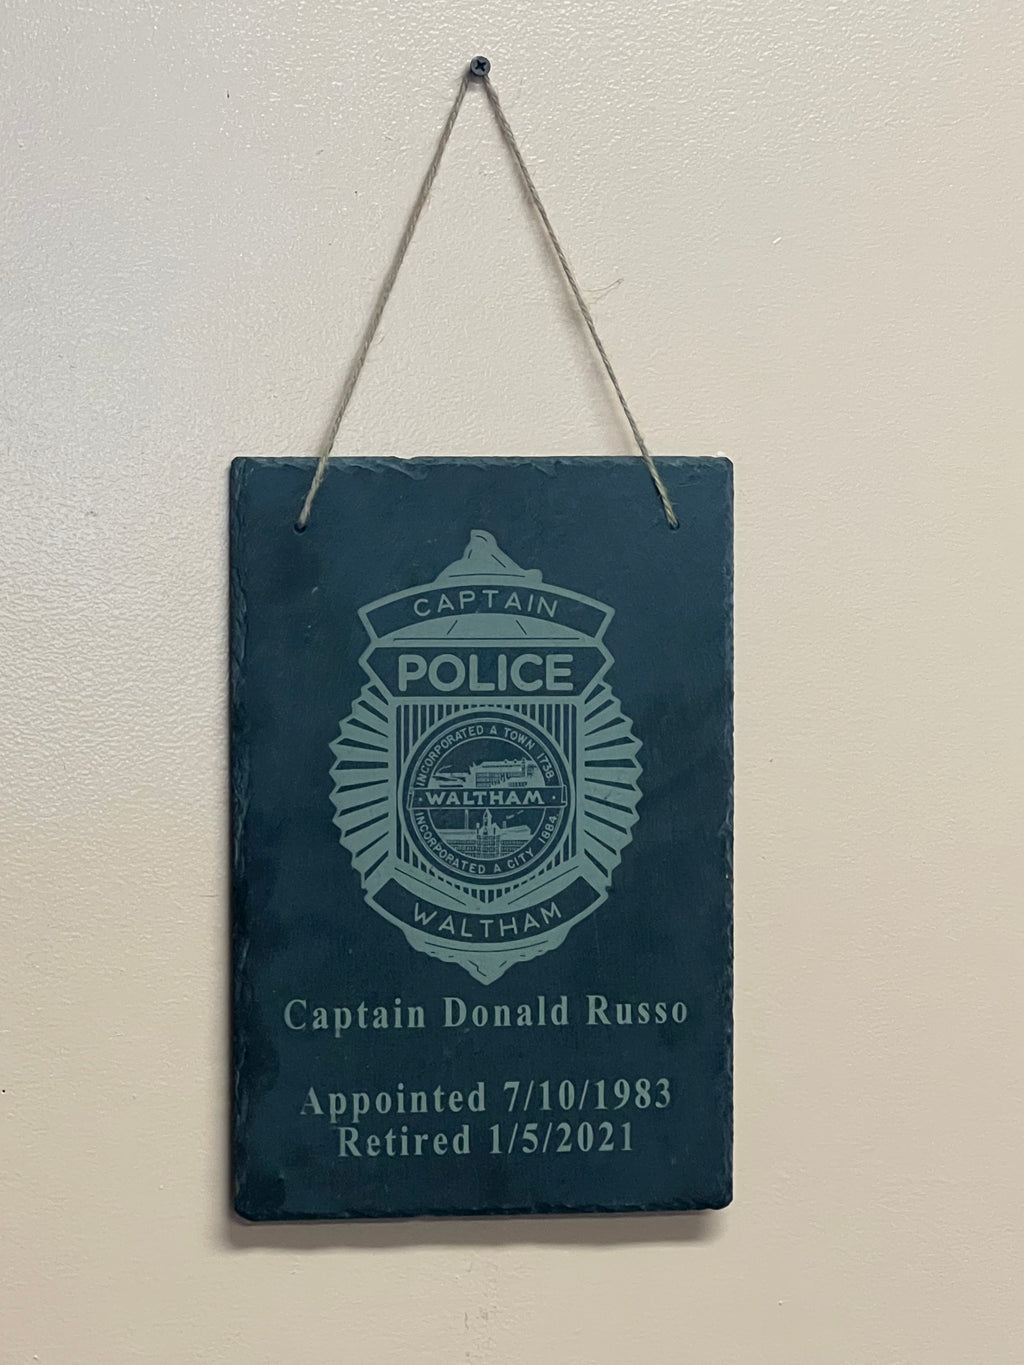 CAPTAIN
POLICE
INCORPORATED A TOWN 1738.
· WALTHAM ·
INCORPORATED A CITY 1884.
WALTHAM
Captain Donald Russo
Appointed 7/10/1983
Retired 1/5/2021